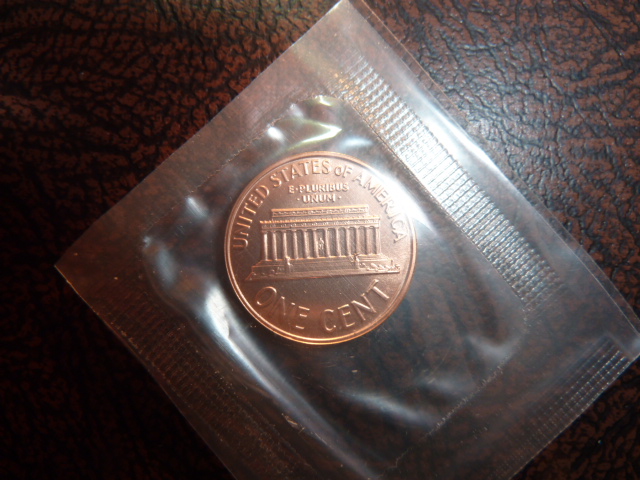 UNITED STATES OF AMERICA
E·PLURIBUS
·UNUM·
ONE CENT